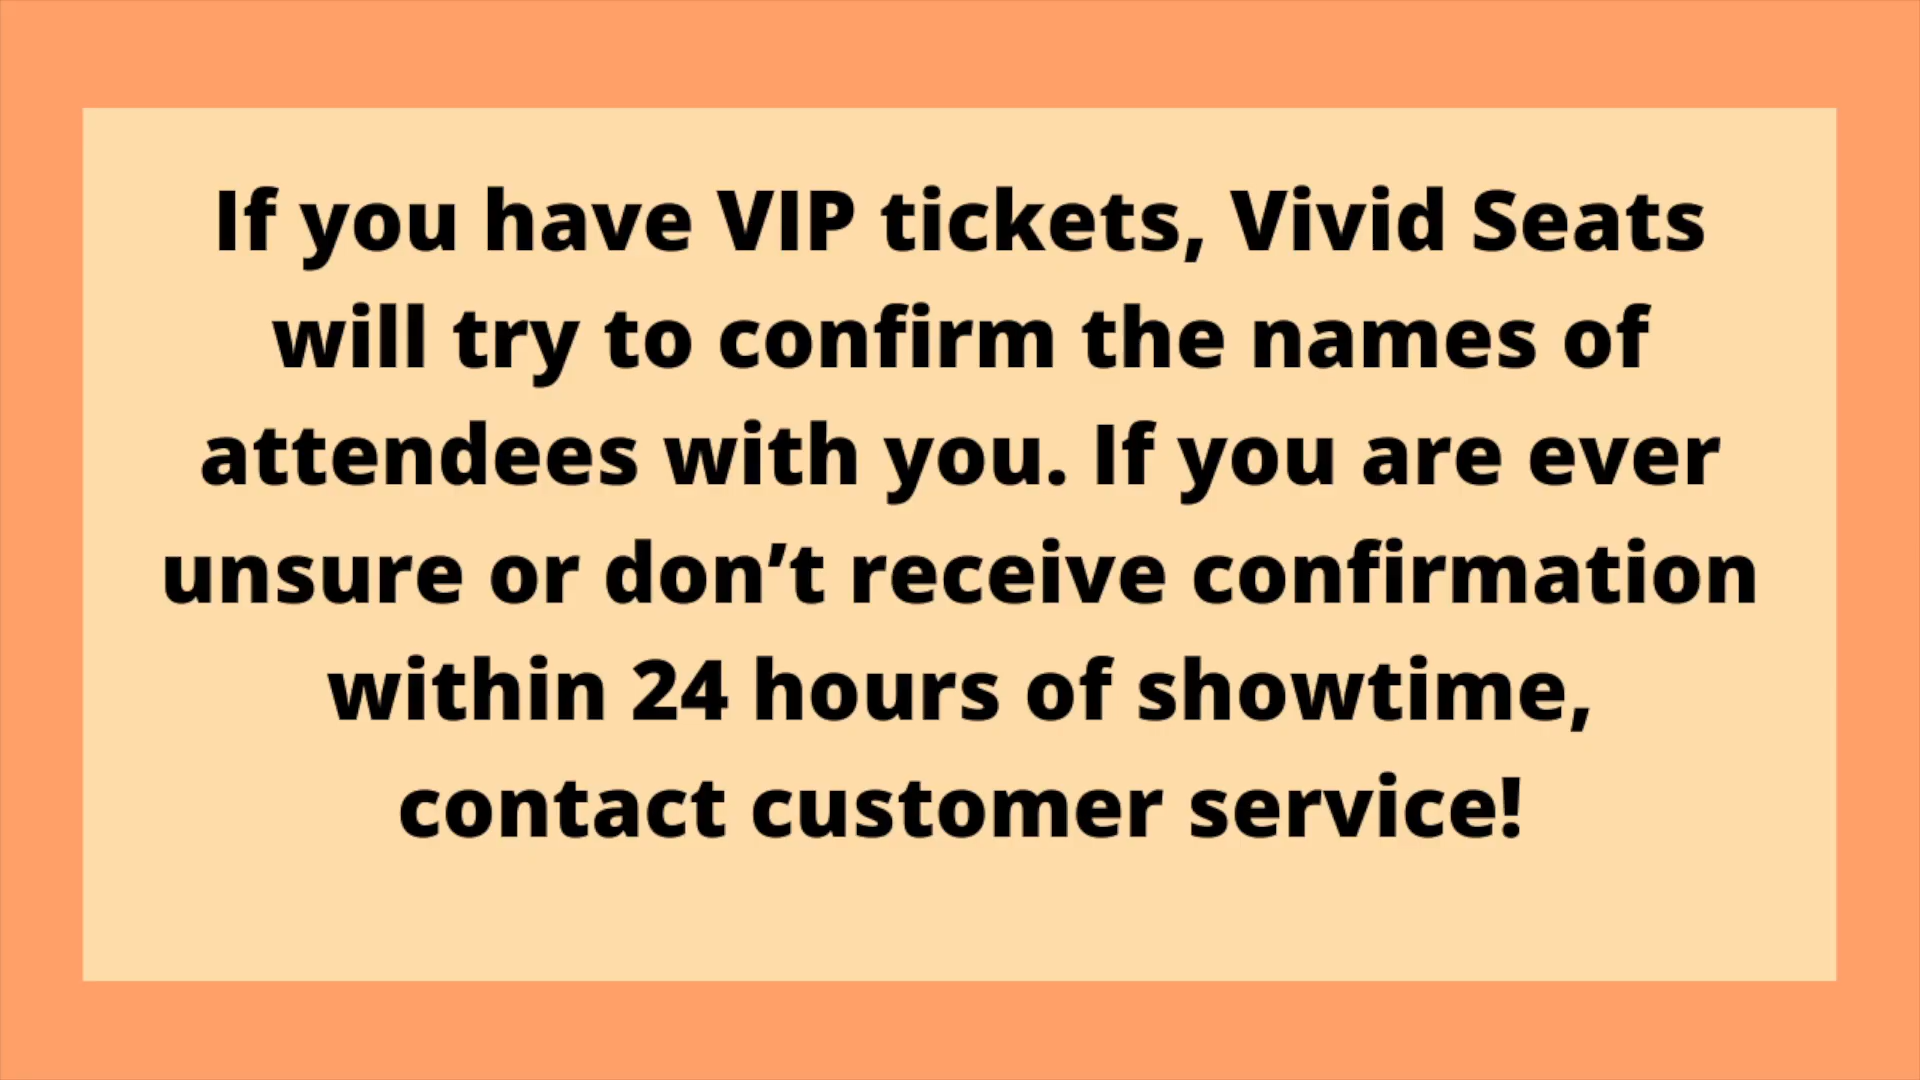 If you have VIP tickets, Vivid Seats
will try to confirm the names of
attendees with you. If you are ever
unsure or don’t receive confirmation
within 24 hours of showtime,
contact customer service!